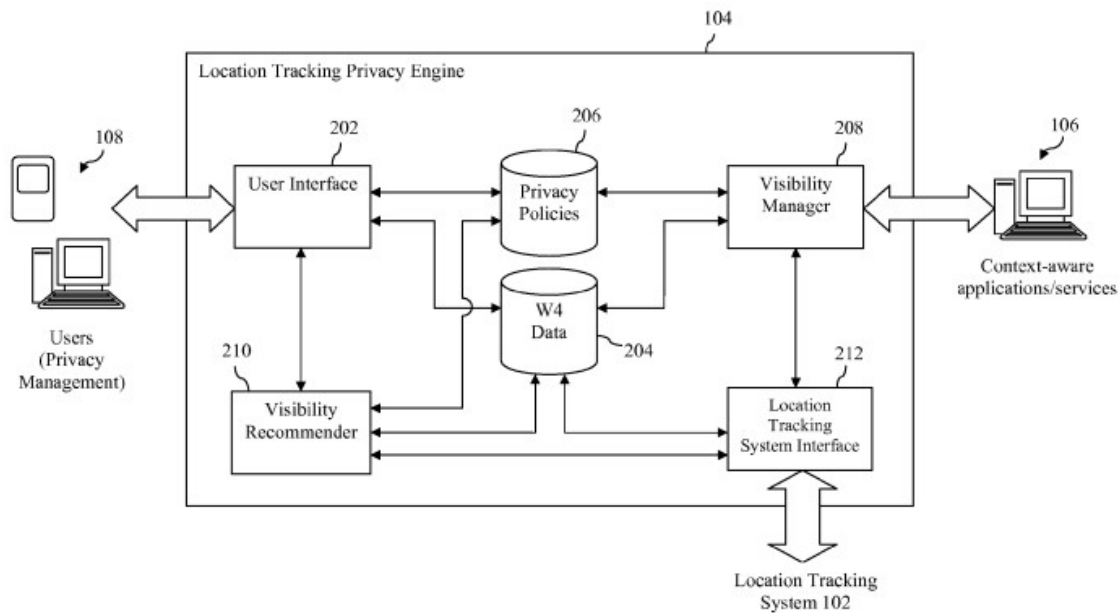 104
Location Tracking Privacy Engine
108
202
206
208
106
User Interface
Privacy
Policies
Visibility
Manager
Context-aware
applications/services
W4
Data
204
Users
(Privacy
Management)
210
212
Visibility
Recommender
Location
Tracking
System Interface
Location Tracking
System 102